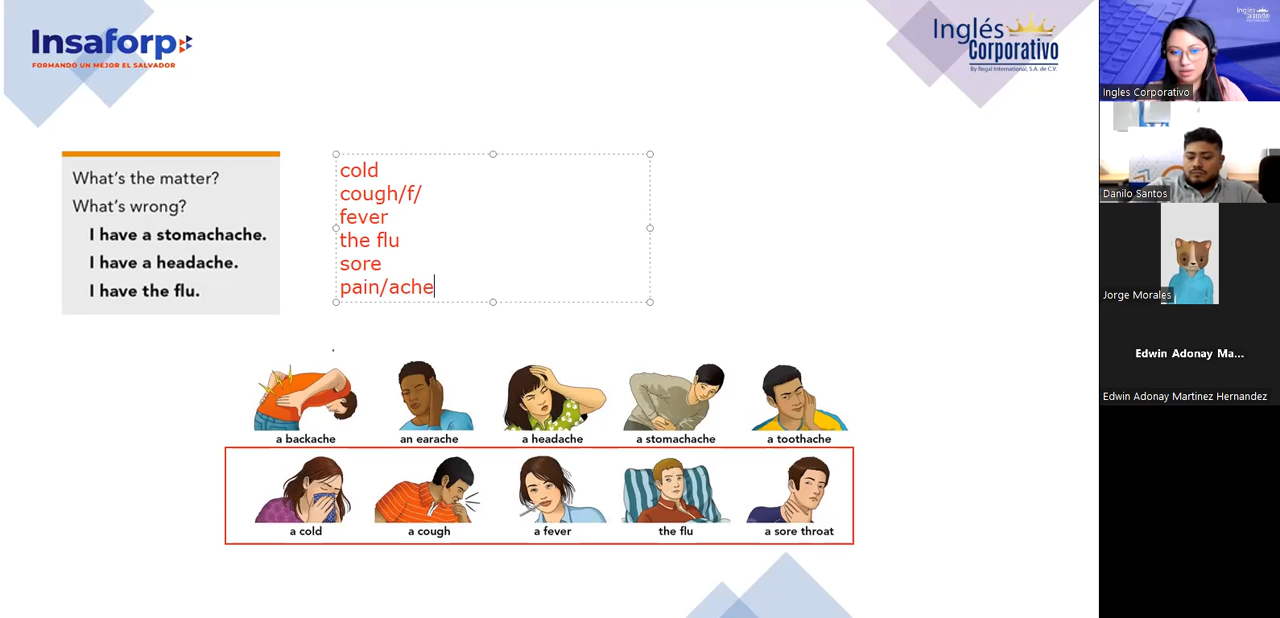 Insaforp
FORMANDO UN MEJOR EL SALVADOR
Inglés
Corporativo
By Regal International, S.A. de C.V.
What's the matter?
What's wrong?
I have a stomachache.
I have a headache.
I have the flu.
cold
cough/f/
fever
the flu
sore
pain/ache
a backache
an earache
a headache
a stomachache
a toothache
a cold
a cough
a fever
the flu
a sore throat
Inglés
Ingles Corporativo
Danilo Santos
Jorge Morales
Edwin Adonay Ma...
Edwin Adonay Martinez Hernandez